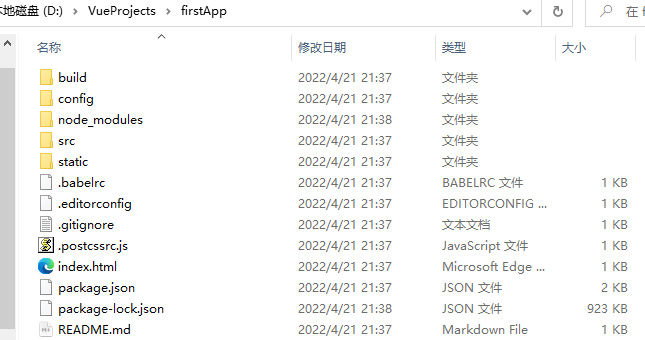 本地磁盘 (D:) VueProjects firstApp 在 f
名称 修改日期 类型 大小
build 2022/4/21 21:37 文件夹
config 2022/4/21 21:37 文件夹
node_modules 2022/4/21 21:38 文件夹
src 2022/4/21 21:37 文件夹
static 2022/4/21 21:37 文件夹
.babelrc 2022/4/21 21:37 BABELRC 文件 1 KB
.editorconfig 2022/4/21 21:37 EDITORCONFIG ... 1 KB
.gitignore 2022/4/21 21:37 文本文档 1 KB
.postcssrc.js 2022/4/21 21:37 JavaScript 文件 1 KB
index.html 2022/4/21 21:37 Microsoft Edge ... 1 KB
package.json 2022/4/21 21:37 JSON 文件 2 KB
package-lock.json 2022/4/21 21:38 JSON 文件 923 KB
README.md 2022/4/21 21:37 Markdown File 1 KB